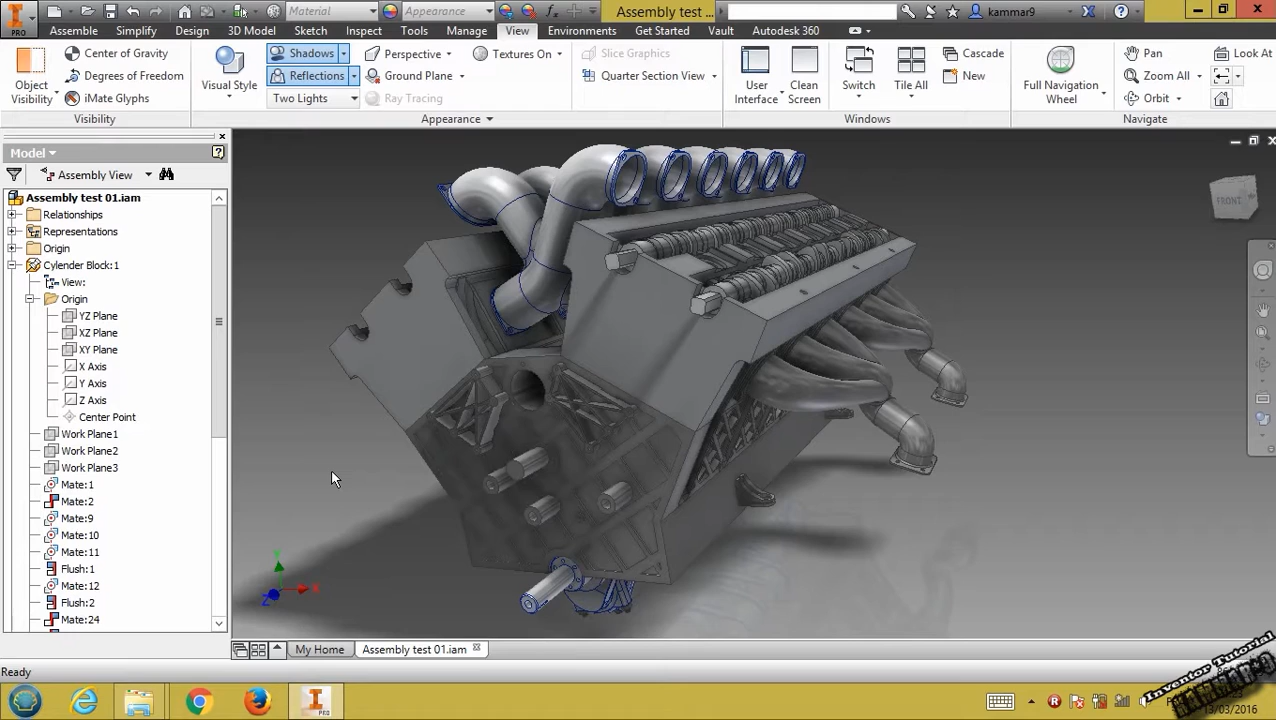 PRO
Material
Appearance
Assembly test ...
kammar9
Assemble
Simplify
Design
3D Model
Sketch
Inspect
Tools
Manage
View
Environments
Get Started
Vault
Autodesk 360
Object Visibility
Center of Gravity
Degrees of Freedom
iMate Glyphs
Visibility
Visual Style
Shadows
Reflections
Two Lights
Perspective
Ground Plane
Ray Tracing
Textures On
Appearance
Slice Graphics
Quarter Section View
User Interface
Clean Screen
Switch
Tile All
Cascade
New
Windows
Full Navigation Wheel
Pan
Zoom All
Orbit
Look At
Navigate
Model
Assembly View
Assembly test 01.iam
Relationships
Representations
Origin
Cylender Block:1
View:
Origin
YZ Plane
XZ Plane
XY Plane
X Axis
Y Axis
Z Axis
Center Point
Work Plane1
Work Plane2
Work Plane3
Mate:1
Mate:2
Mate:9
Mate:10
Mate:11
Flush:1
Mate:12
Flush:2
Mate:24
FRONT
Y
X
Z
My Home
Assembly test 01.iam
Ready
PRO
Inventor Tutorial
13/03/2016